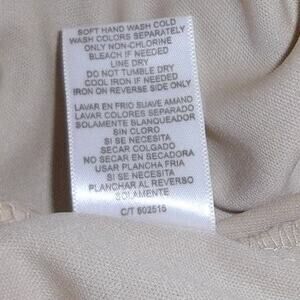 SOFT HAND WASH COLD
WASH COLORS SEPARATELY
ONLY NON-CHLORINE
BLEACH IF NEEDED
LINE DRY
DO NOT TUMBLE DRY
COOL IRON IF NEEDED
IRON ON REVERSE SIDE ONLY
LAVAR EN FRIO SUAVE AMANO
LAVAR COLORES SEPARADO
SOLAMENTE BLANQUEADOR
SIN CLORO
SI SE NECESITA
SECAR COLGADO
NO SECAR EN SECADORA
USAR PLANCHA FRIA
SI SE NECESITA
PLANCHAR AL REVERSO
SOLAMENTE
C/T 602516